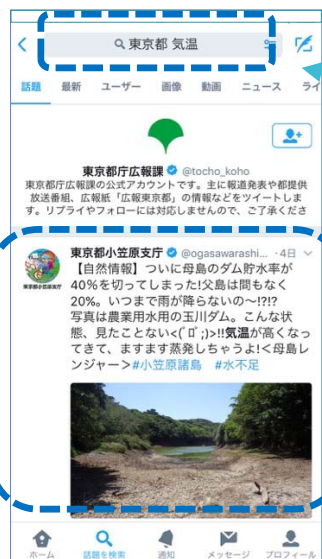 東京都 気温
話題 最新 ユーザー 画像 動画 ニュース ライ
東京都庁広報課 @tocho_koho
東京都庁広報課の公式アカウントです。主に報道発表や都提供
放送番組、広報紙「広報東京都」の情報などをツイートしま
す。リプライやフォローには対応しませんので、ご了承くださ
東京都小笠原支庁
東京都小笠原支庁 @ogasawarashi... ・4日
【自然情報】ついに母島のダム貯水率が
40%を切ってしまった!父島は間もなく
20%。いつまで雨が降らないの〜!?!?
写真は農業用水用の玉川ダム。こんな状
態、見たことない<(ﾟﾛﾟ;)>!!気温が高くなっ
てきて、ますます蒸発しちゃうよ!<母島レ
ンジャー>#小笠原諸島 #水不足
ホーム 話題を検索 通知 メッセージ プロフィール